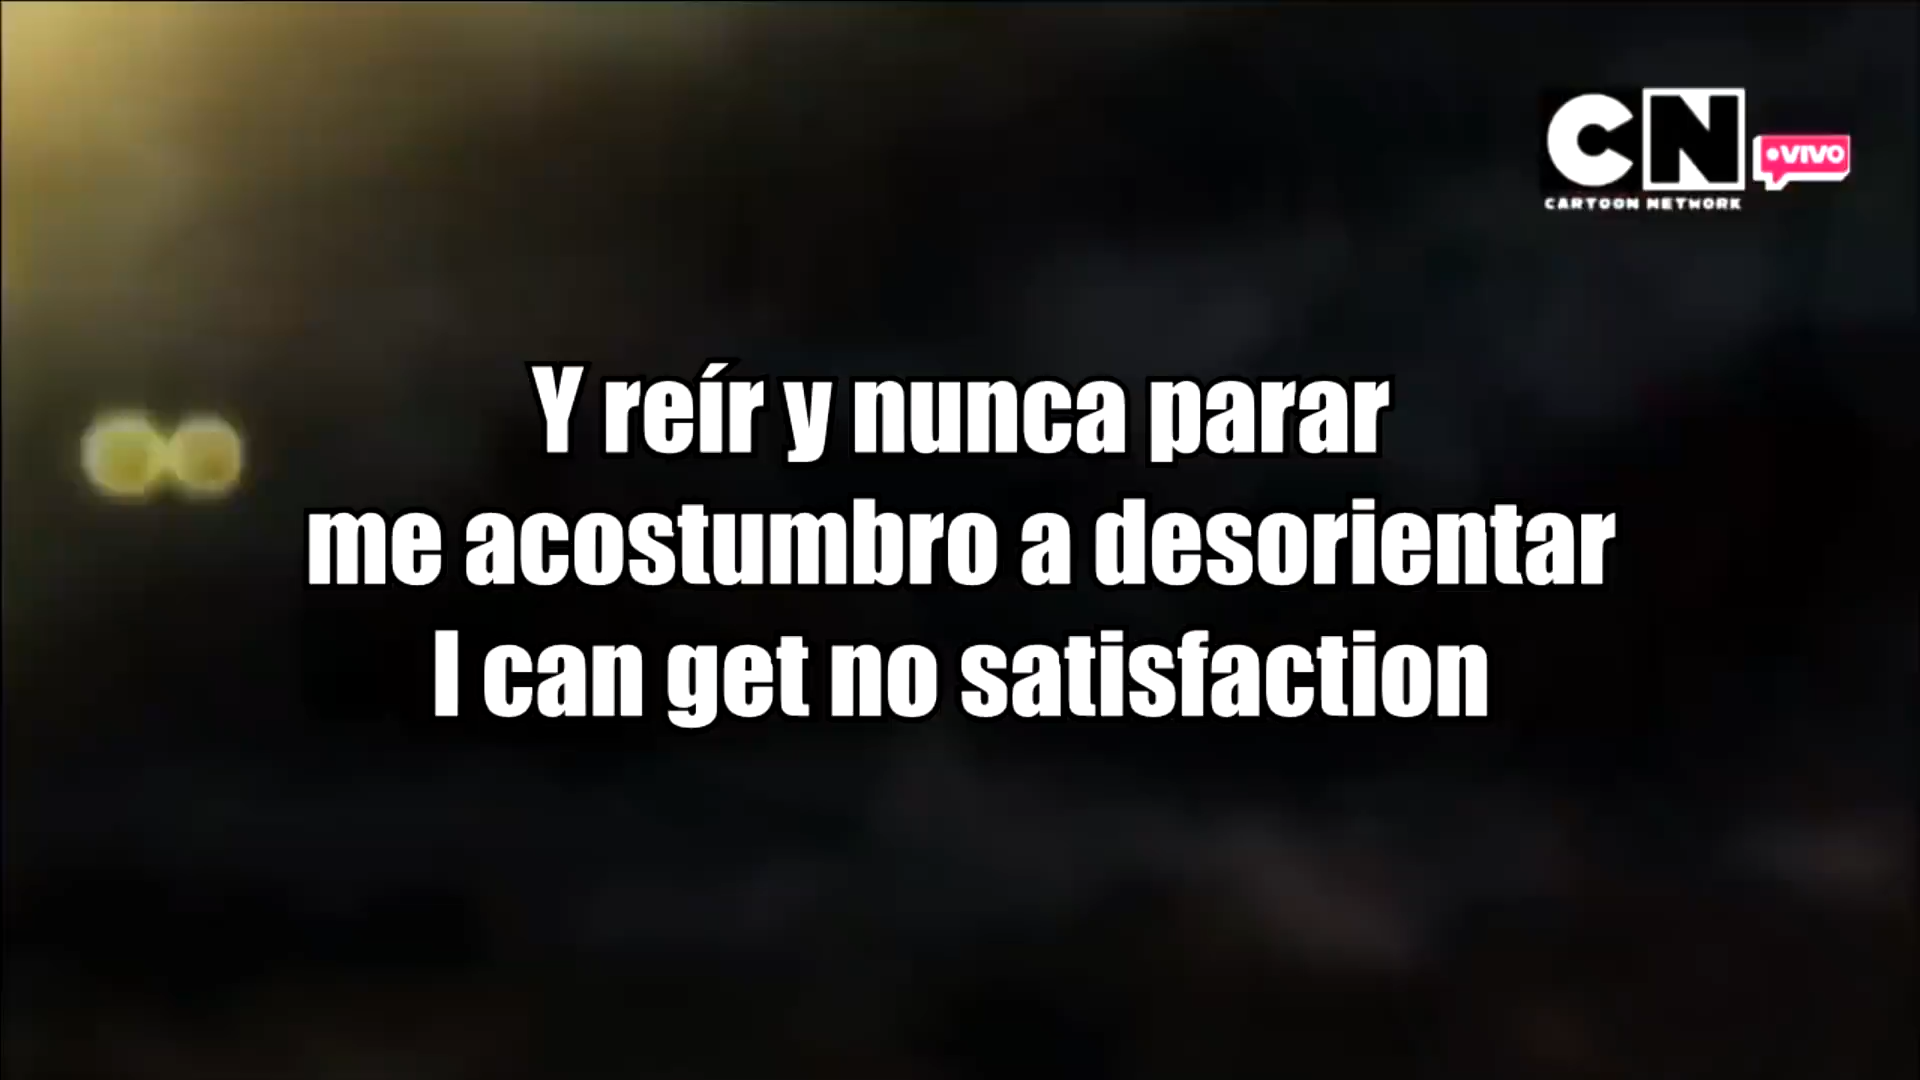 CN
CARTOON NETWORK
•VIVO
Y reír y nunca parar
me acostumbro a desorientar
I can get no satisfaction